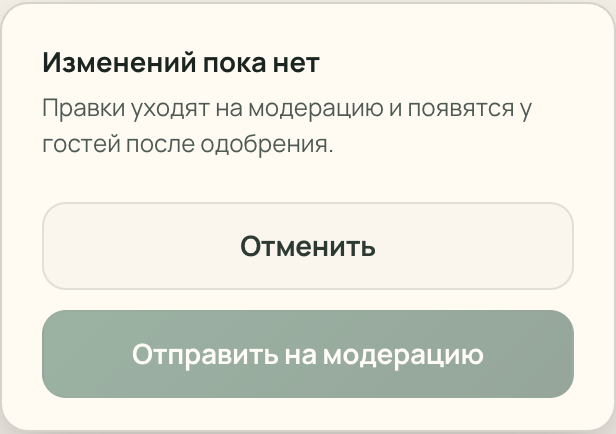 Изменений пока нет
Правки уходят на модерацию и появятся у
гостей после одобрения.
Отменить
Отправить на модерацию